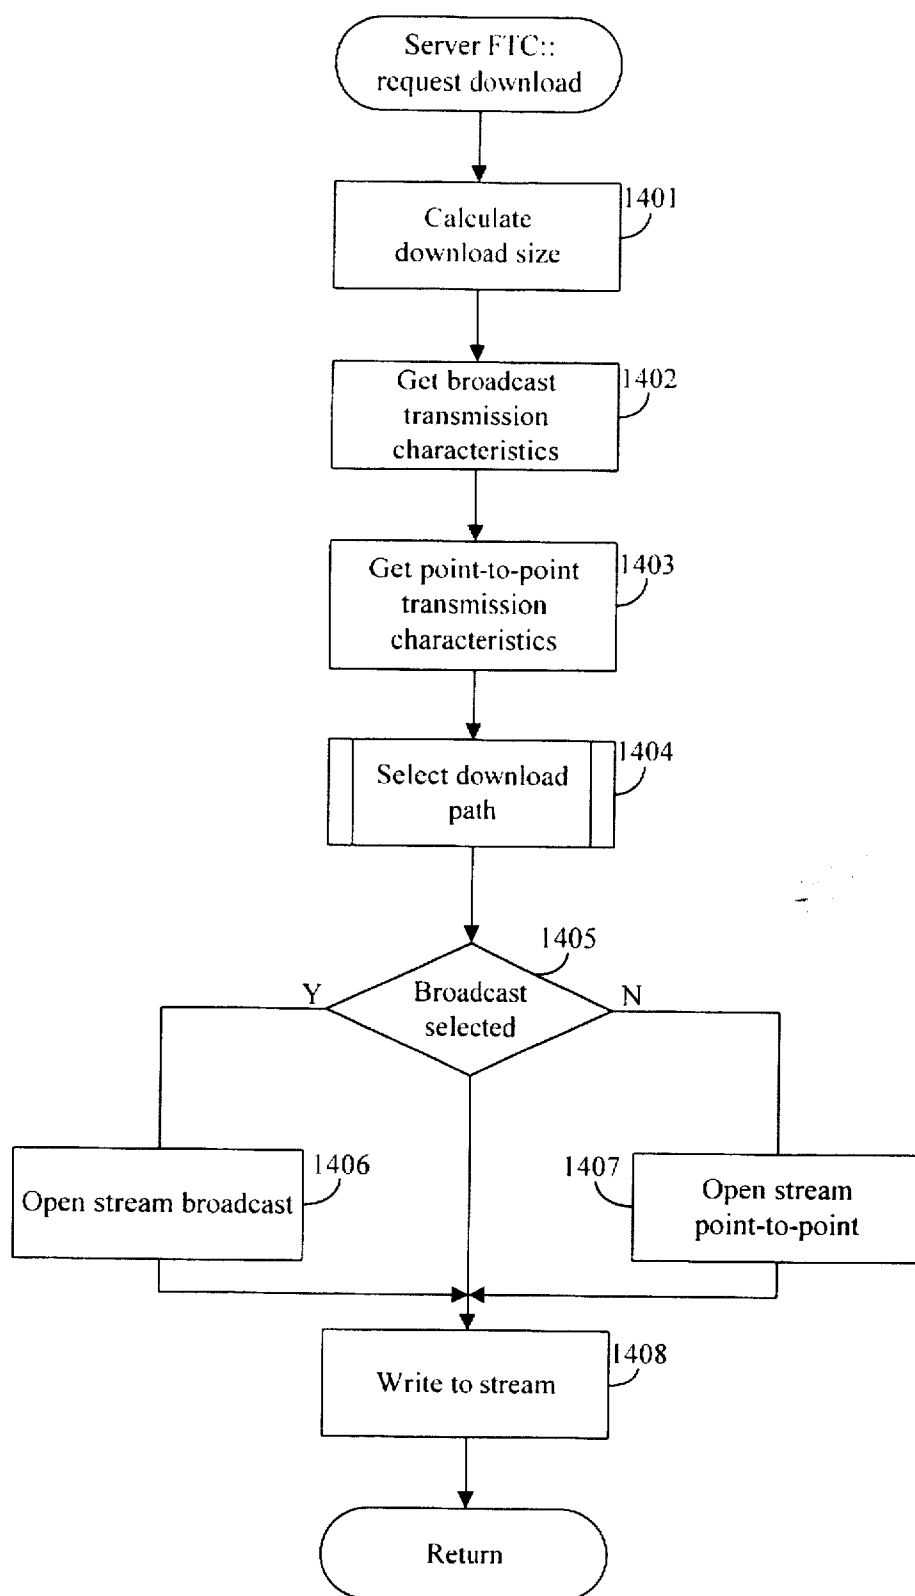 Server FTC::
request download
1401
Calculate
download size
1402
Get broadcast
transmission
characteristics
1403
Get point-to-point
transmission
characteristics
1404
Select download
path
1405
Y
Broadcast
selected
N
1406
Open stream broadcast
1407
Open stream
point-to-point
1408
Write to stream
Return